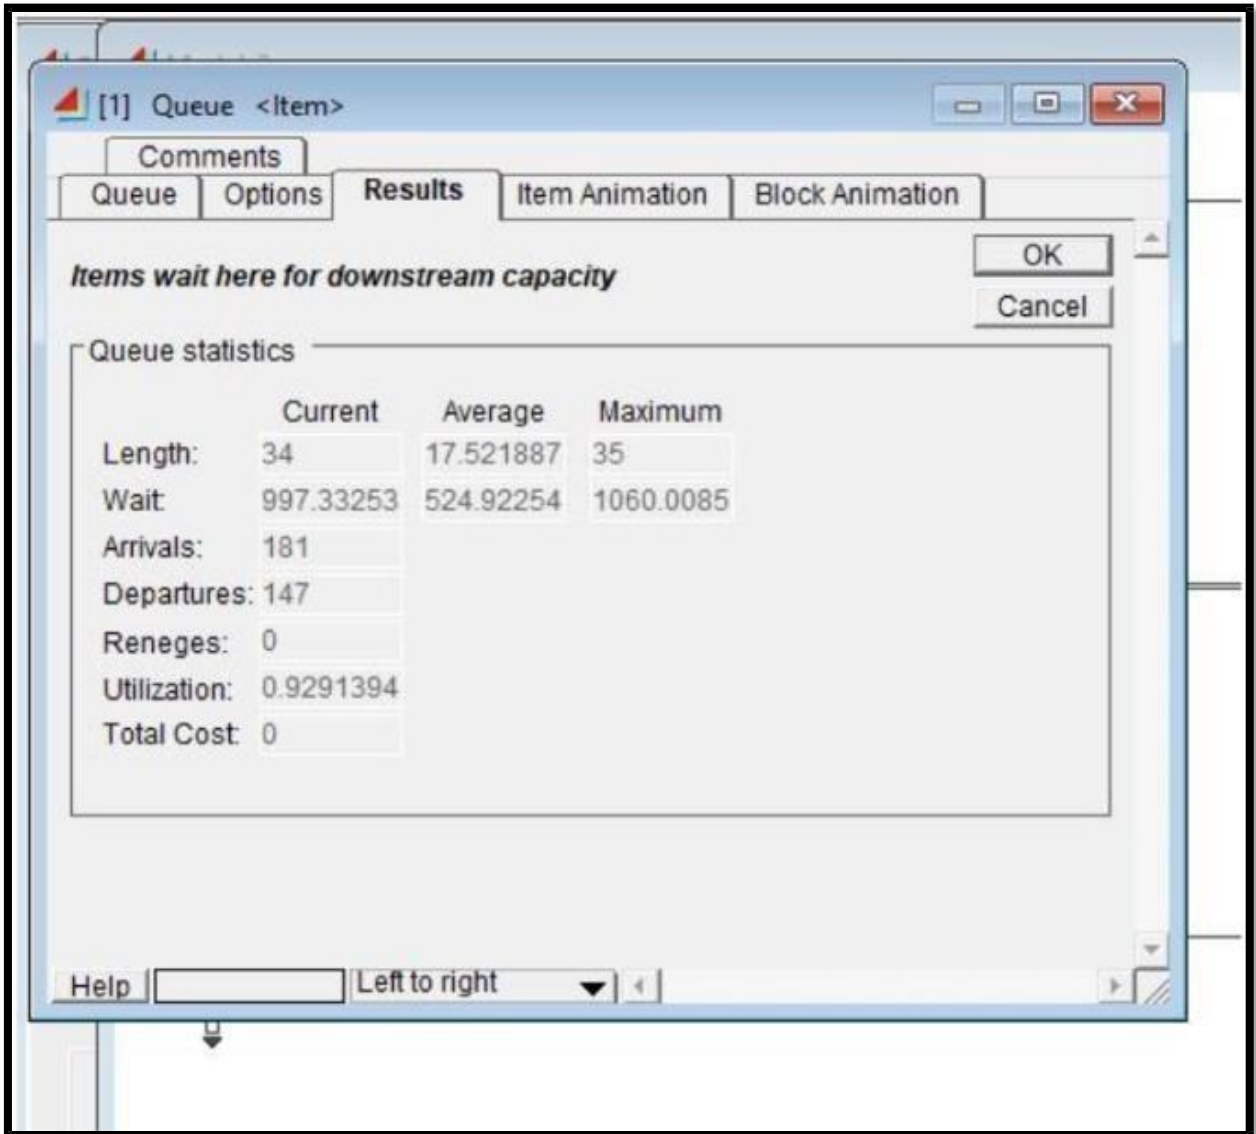 [1] Queue <Item>
Comments
Queue Options Results Item Animation Block Animation
Items wait here for downstream capacity
OK
Cancel
Queue statistics
Current Average Maximum
Length: 34 17.521887 35
Wait: 997.33253 524.92254 1060.0085
Arrivals: 181
Departures: 147
Reneges: 0
Utilization: 0.9291394
Total Cost: 0
Help Left to right